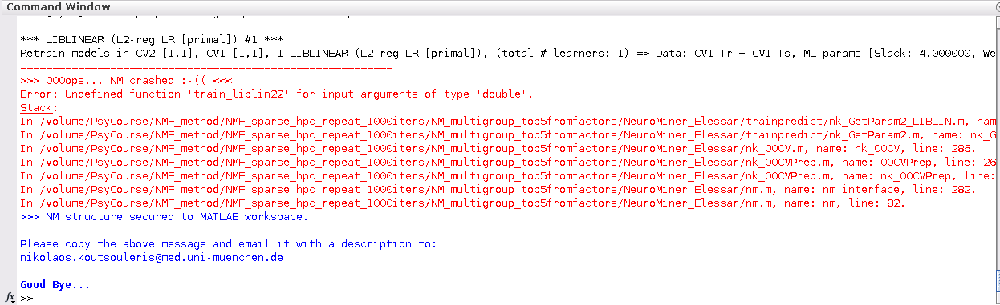 Command Window
*** LIBLINEAR (L2-reg LR [primal]) #1 ***
Retrain models in CV2 [1,1], CV1 [1,1], 1 LIBLINEAR (L2-reg LR [primal]), (total # learners: 1) => Data: CV1-Tr + CV1-Ts, ML params [Slack: 4.000000, We
=============================================================
>>> OOOops... NM crashed :-(( <<<
Error: Undefined function 'train_liblin22' for input arguments of type 'double'.
Stack:
In /volume/PsyCourse/NMF_method/NMF_sparse_hpc_repeat_1000iters/NM_multigroup_top5fromfactors/NeuroMiner_Elessar/trainpredict/nk_GetParam2_LIBLIN.m, nam
In /volume/PsyCourse/NMF_method/NMF_sparse_hpc_repeat_1000iters/NM_multigroup_top5fromfactors/NeuroMiner_Elessar/trainpredict/nk_GetParam2.m, name: nk_G
In /volume/PsyCourse/NMF_method/NMF_sparse_hpc_repeat_1000iters/NM_multigroup_top5fromfactors/NeuroMiner_Elessar/nk_OOCV.m, name: nk_OOCV, line: 286.
In /volume/PsyCourse/NMF_method/NMF_sparse_hpc_repeat_1000iters/NM_multigroup_top5fromfactors/NeuroMiner_Elessar/nk_OOCVPrep.m, name: OOCVPrep, line: 26
In /volume/PsyCourse/NMF_method/NMF_sparse_hpc_repeat_1000iters/NM_multigroup_top5fromfactors/NeuroMiner_Elessar/nk_OOCVPrep.m, name: nk_OOCVPrep, line:
In /volume/PsyCourse/NMF_method/NMF_sparse_hpc_repeat_1000iters/NM_multigroup_top5fromfactors/NeuroMiner_Elessar/nm.m, name: nm_interface, line: 282.
In /volume/PsyCourse/NMF_method/NMF_sparse_hpc_repeat_1000iters/NM_multigroup_top5fromfactors/NeuroMiner_Elessar/nm.m, name: nm, line: 82.
>>> NM structure secured to MATLAB workspace.
Please copy the above message and email it with a description to:
nikolaos.koutsouleris@med.uni-muenchen.de
Good Bye...
fx >>